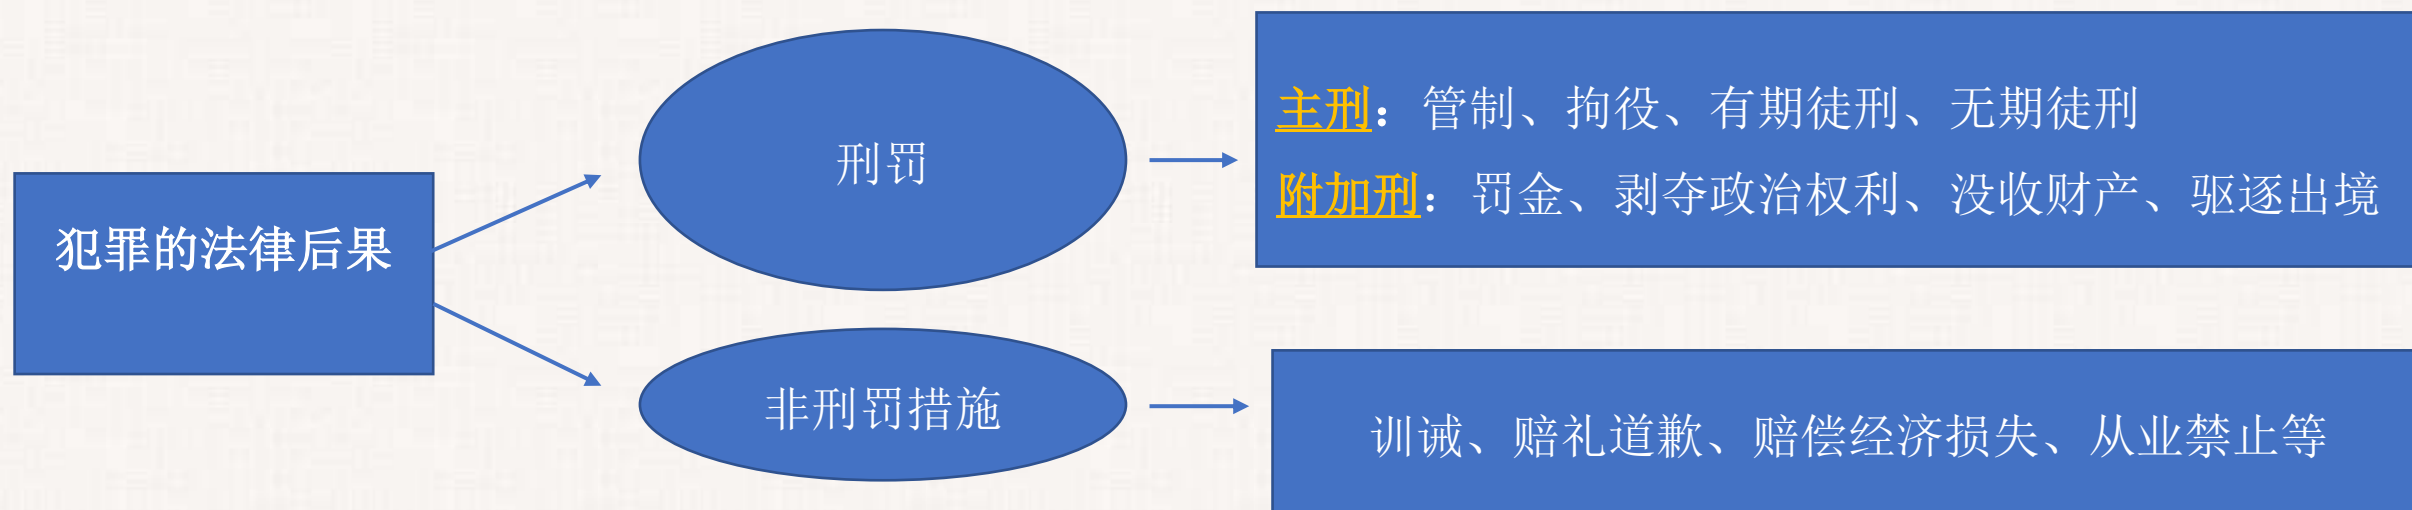 犯罪的法律后果
刑罚
主刑：管制、拘役、有期徒刑、无期徒刑
附加刑：罚金、剥夺政治权利、没收财产、驱逐出境
非刑罚措施
训诫、赔礼道歉、赔偿经济损失、从业禁止等